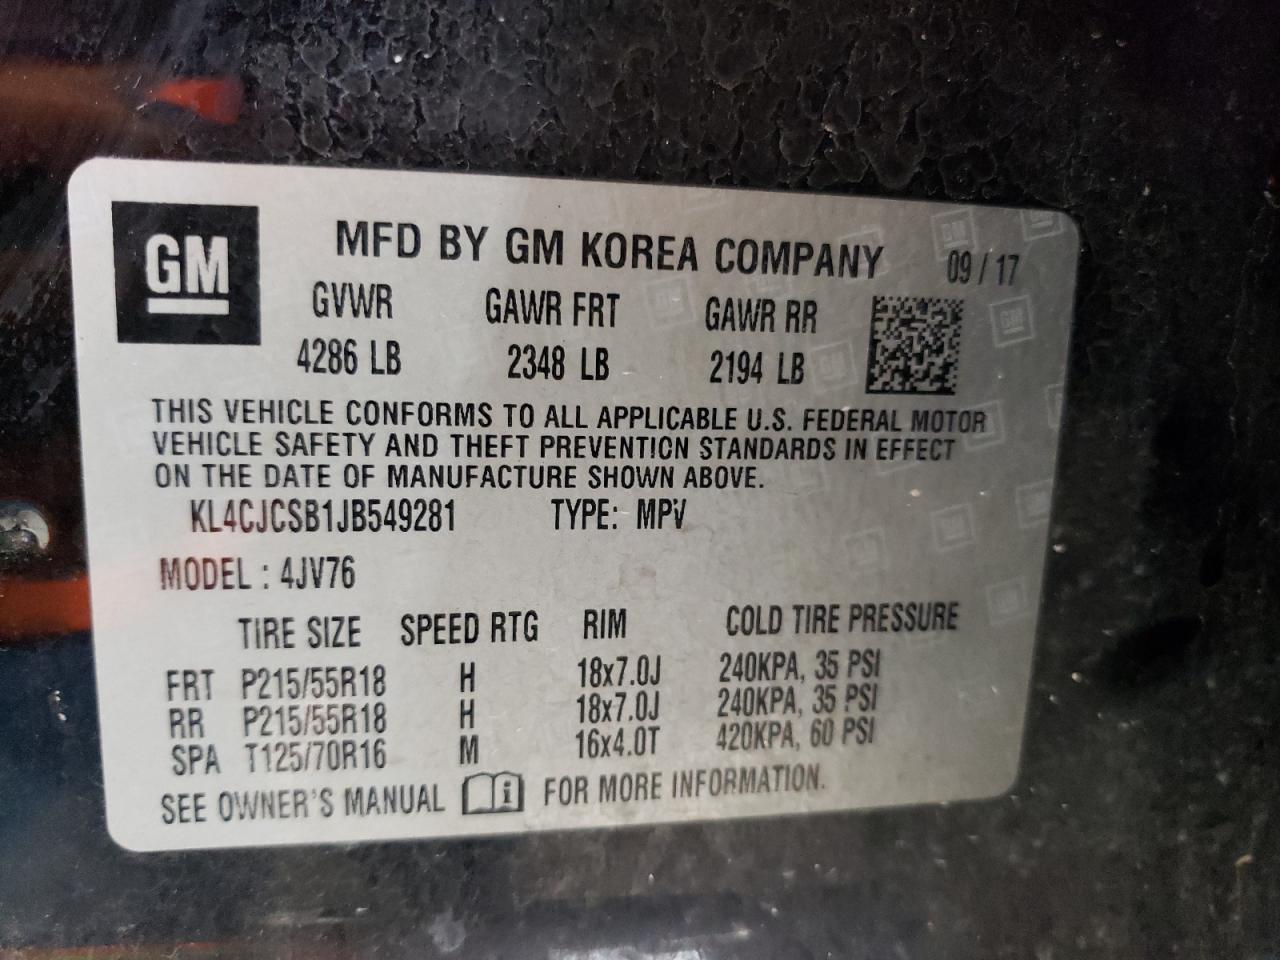 GM
MFD BY GM KOREA COMPANY 09 / 17
GVWR GAWR FRT GAWR RR
4286 LB 2348 LB 2194 LB
THIS VEHICLE CONFORMS TO ALL APPLICABLE U.S. FEDERAL MOTOR
VEHICLE SAFETY AND THEFT PREVENTION STANDARDS IN EFFECT
ON THE DATE OF MANUFACTURE SHOWN ABOVE.
KL4CJCSB1JB549281 TYPE: MPV
MODEL : 4JV76
TIRE SIZE SPEED RTG RIM COLD TIRE PRESSURE
FRT P215/55R18 H 18x7.0J 240KPA, 35 PSI
RR P215/55R18 H 18x7.0J 240KPA, 35 PSI
SPA T125/70R16 M 16x4.0T 420KPA, 60 PSI
SEE OWNER'S MANUAL i FOR MORE INFORMATION.